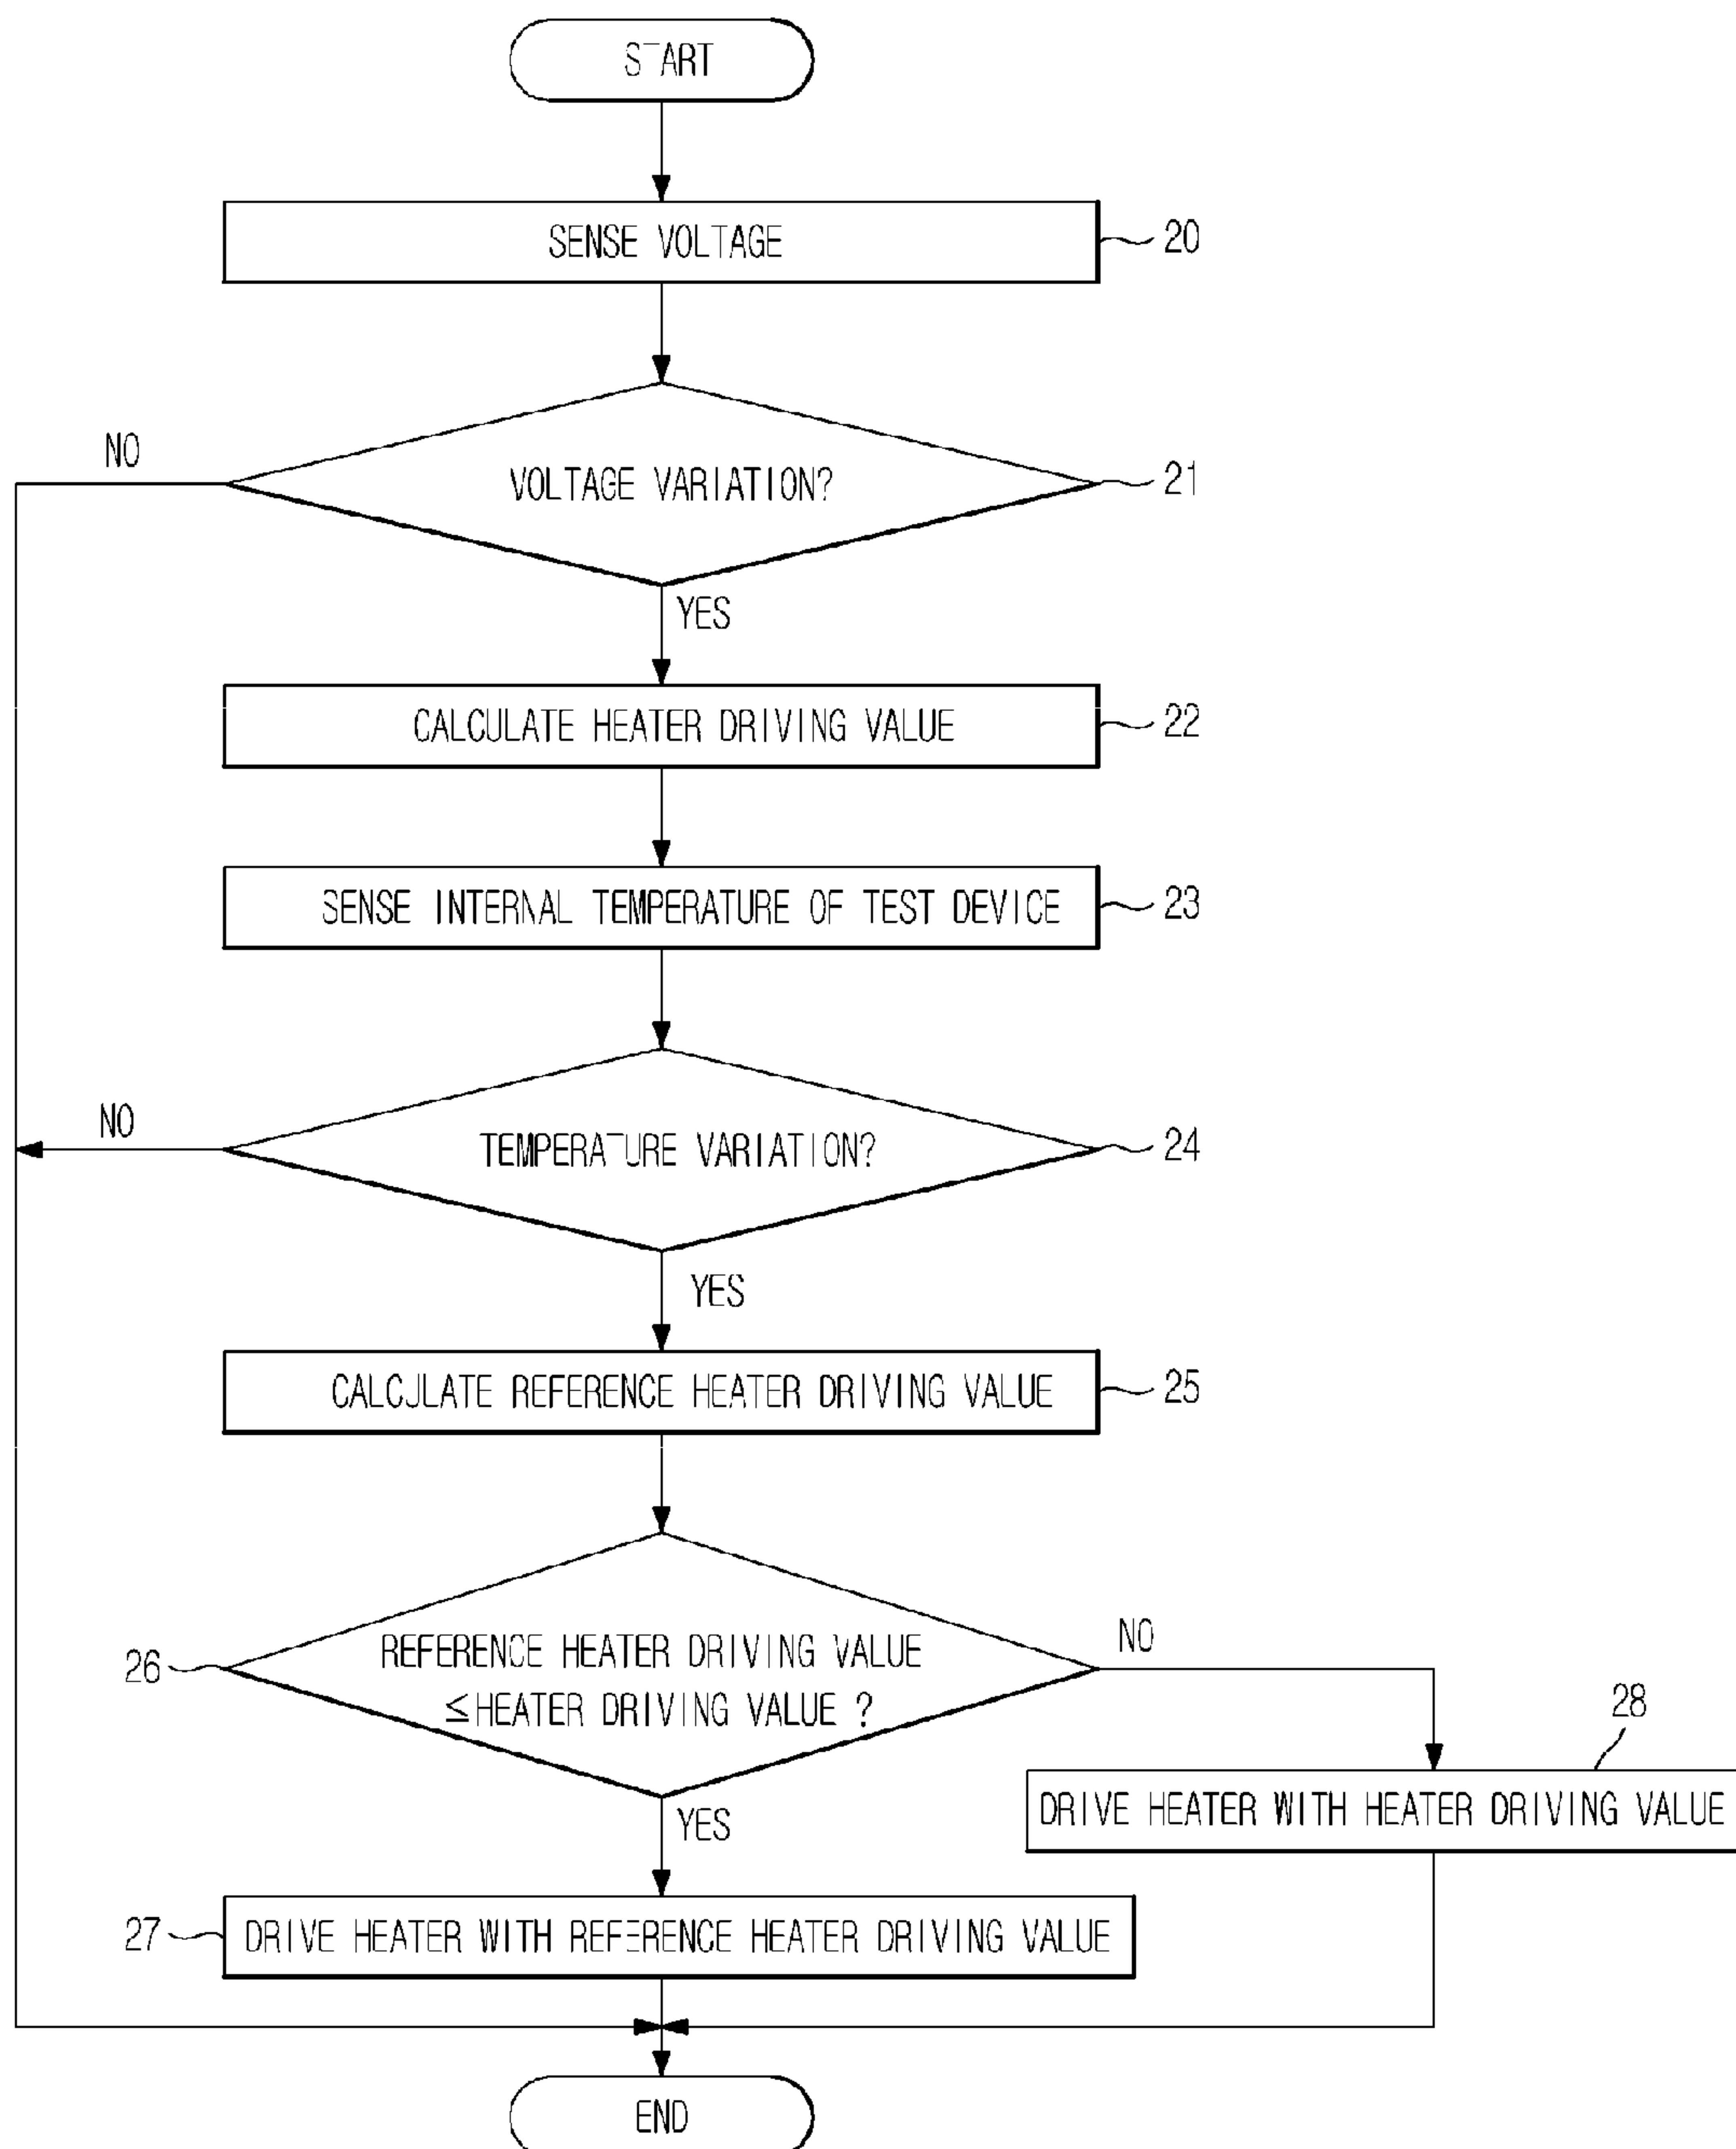 START
SENSE VOLTAGE
20
NO
VOLTAGE VARIATION?
21
YES
CALCULATE HEATER DRIVING VALUE
22
SENSE INTERNAL TEMPERATURE OF TEST DEVICE
23
NO
TEMPERATURE VARIATION?
24
YES
CALCULATE REFERENCE HEATER DRIVING VALUE
25
26
REFERENCE HEATER DRIVING VALUE
≤HEATER DRIVING VALUE ?
NO
28
DRIVE HEATER WITH HEATER DRIVING VALUE
YES
27
DRIVE HEATER WITH REFERENCE HEATER DRIVING VALUE
END